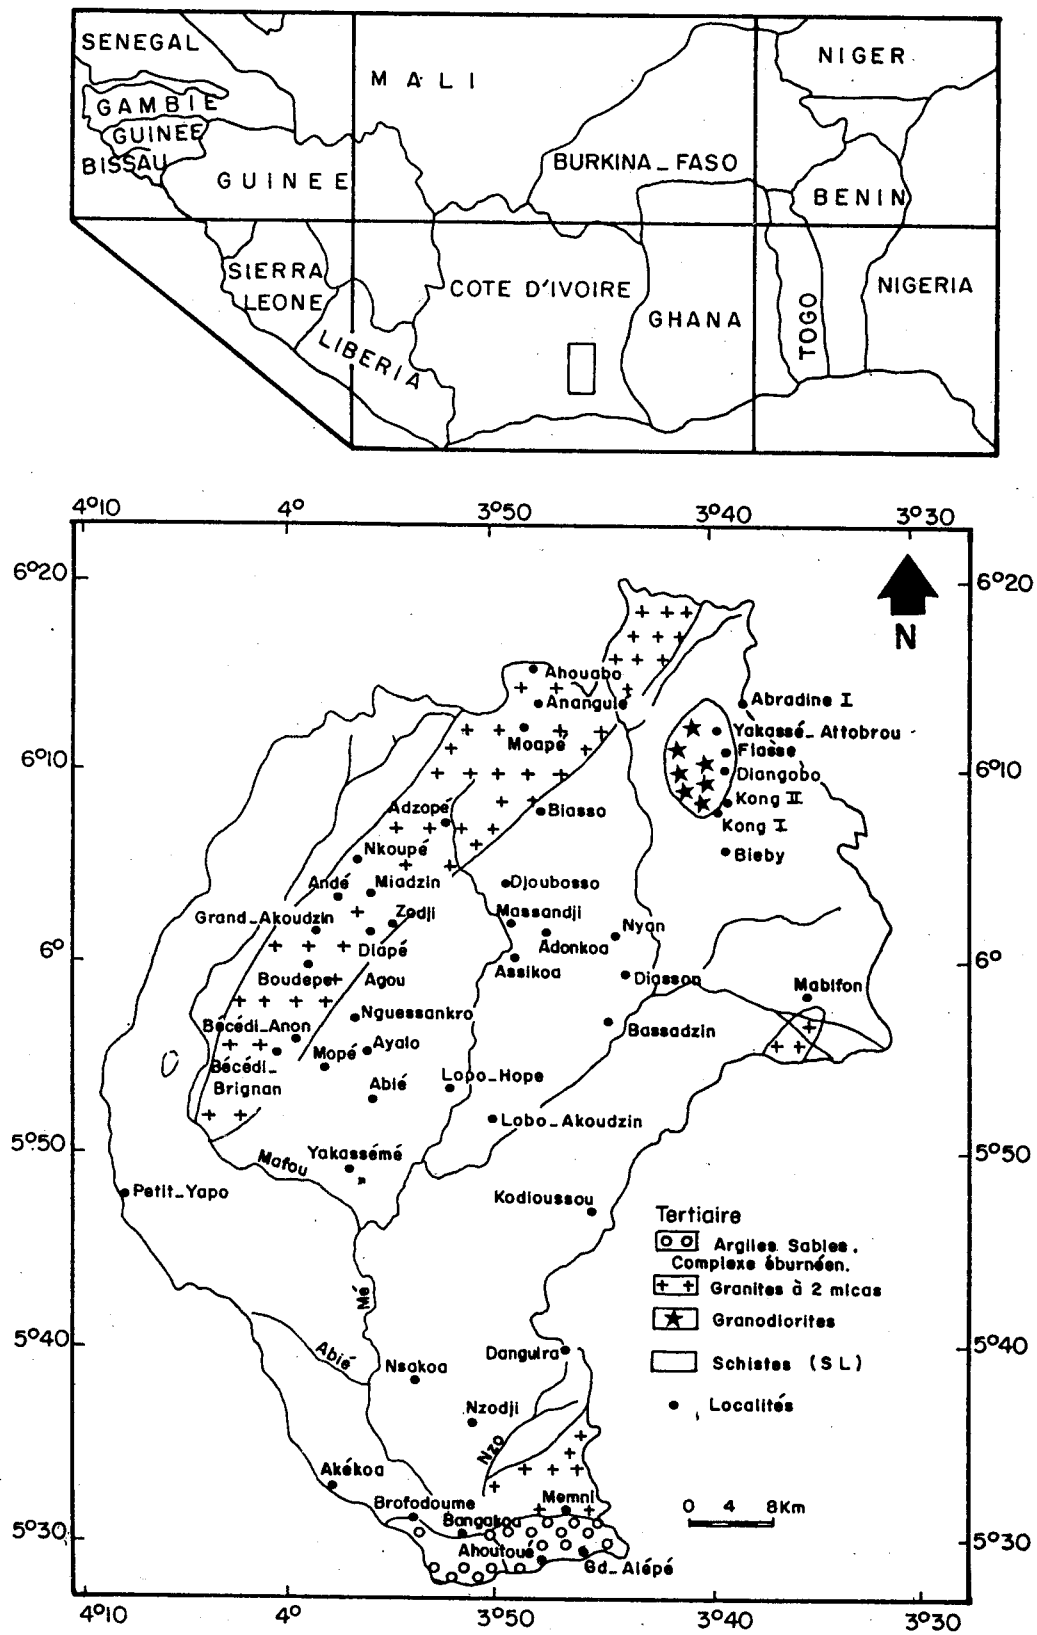 SENEGAL
MALI
NIGER
GAMBIE
GUINEE
BISSAU
GUINEE
BURKINA_FASO
BENIN
SIERRA
LEONE
COTE D'IVOIRE
NIGERIA
GHANA
TOGO
LIBERIA
4°10
4°
3°50
3°40
3°30
6°20
6°20
N
Ahouabo
Anangulé
Abradine I
Moapé
Yakassé_Attobrou
Fiasse
6°10
6°10
Diangobo
Kong II
Adzopé
Biasso
Kong I
Nkoupé
Bieby
Andé
Miadzin
Djoubosso
Grand_Akoudzin
Zodji
Massandji
Nyan
Diapé
Adonkoa
6°
6°
Boudepe
Agou
Assikoa
Diasson
Mabifon
Nguessankro
Bécédi_Anon
Bassadzin
Mopé
Ayalo
Bécédi_
Brignan
Abié
Lopo_Hope
Lobo_Akoudzin
5°50
5°50
Mafou
Yakassémé
Petit_Yapo
Kodioussou
Tertiaire
Argiles Sables.
Complexe éburnéen.
Granites à 2 micas
Mé
Granodiorites
5°40
5°40
Abié
Nsakoa
Danguira
Schistes (SL)
Localités
Nzodji
Nzo
Akékoa
Memni
0 4 8Km
Brofodoume
Bangakoa
5°30
5°30
Ahoutoué
Gd_Alépé
4°10
4°
3°50
3°40
3°30